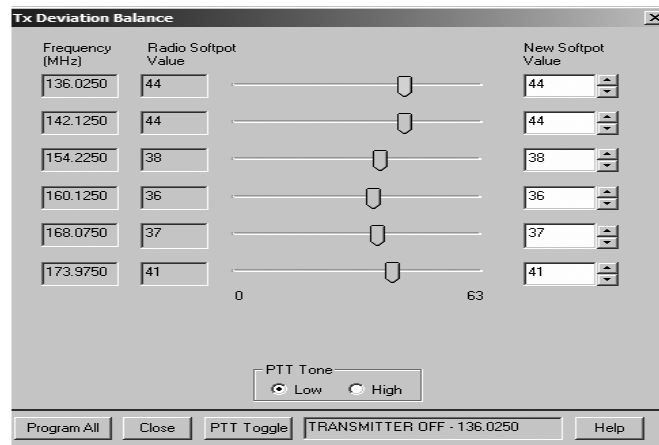 Tx Deviation Balance
Frequency (MHz) Radio Softpot Value New Softpot Value
136.0250 44 44
142.1250 44 44
154.2250 38 38
160.1250 36 36
168.0750 37 37
173.9750 41 41
0 63
PTT Tone
Low High
Program All Close PTT Toggle TRANSMITTER OFF - 136.0250 Help